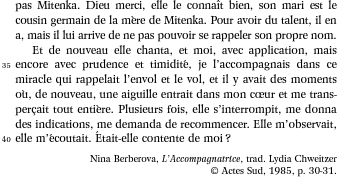 pas Mitenka. Dieu merci, elle le connaît bien, son mari est le
cousin germain de la mère de Mitenka. Pour avoir du talent, il en
a, mais il lui arrive de ne pas pouvoir se rappeler son propre nom.
Et de nouveau elle chanta, et moi, avec application, mais
35 encore avec prudence et timidité, je l'accompagnais dans ce
miracle qui rappelait l'envol et le vol, et il y avait des moments
où, de nouveau, une aiguille entrait dans mon cœur et me trans-
perçait tout entière. Plusieurs fois, elle s'interrompit, me donna
des indications, me demanda de recommencer. Elle m'observait,
40 elle m'écoutait. Était-elle contente de moi ?
Nina Berberova, L'Accompagnatrice, trad. Lydia Chweitzer
© Actes Sud, 1985, p. 30-31.